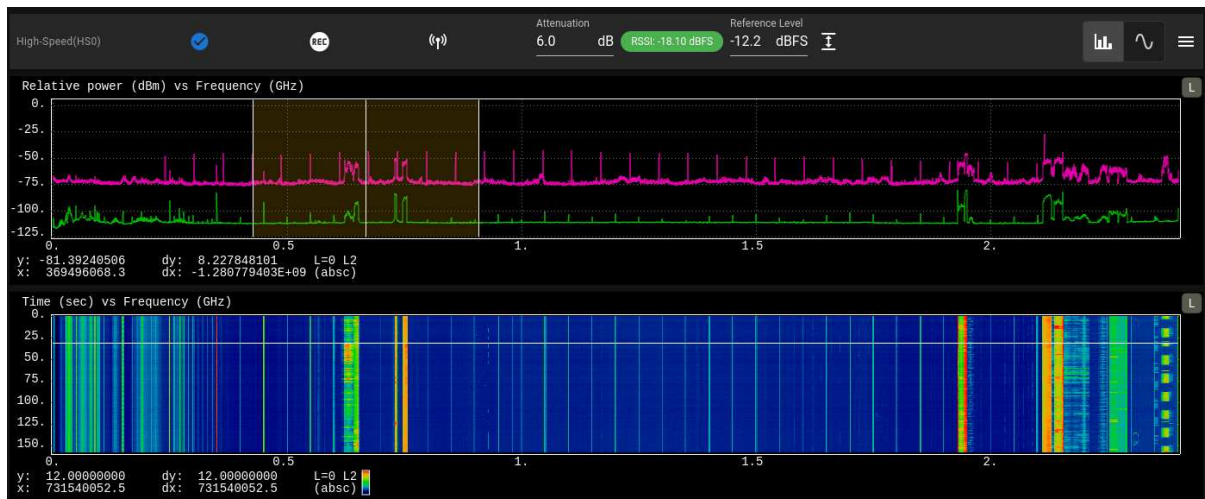 High-Speed(HS0) REC Attenuation 6.0 dB RSSI: -18.10 dBFS Reference Level -12.2 dBFS
Relative power (dBm) vs Frequency (GHz) L
0.
-25.
-50.
-75.
-100.
-125.
0. 0.5 1. 1.5 2.
y: -81.39240506 dy: 8.227848101 L=0 L2
x: 369496068.3 dx: -1.280779403E+09 (absc)
Time (sec) vs Frequency (GHz) L
0.
25.
50.
75.
100.
125.
150.
0. 0.5 1. 1.5 2.
y: 12.00000000 dy: 12.00000000 L=0 L2
x: 731540052.5 dx: 731540052.5 (absc)